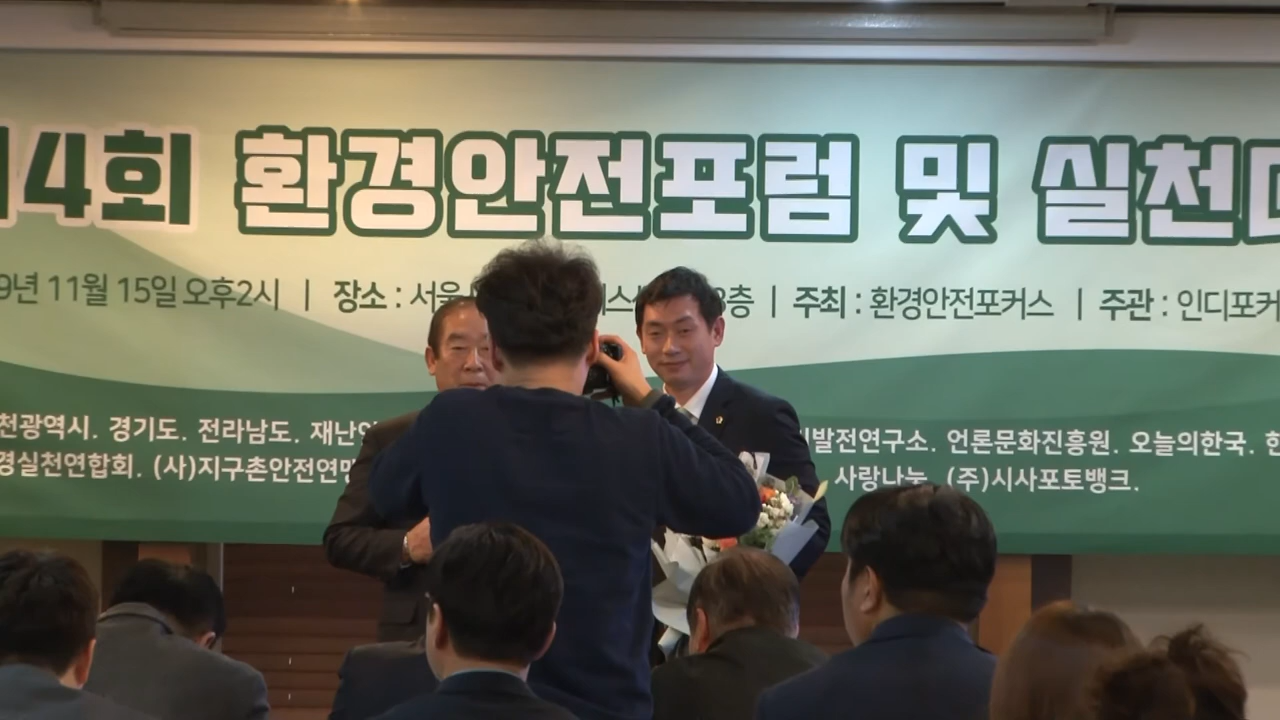 4회 환경안전포럼 및 실천
9년 11월 15일 오후2시 | 장소 : 서울 8층 | 주최 : 환경안전포커스 | 주관 : 인디포커
천광역시. 경기도. 전라남도. 재난안 발전연구소. 언론문화진흥원. 오늘의한국. 한
경실천연합회. (사)지구촌안전연맹 사랑나눔. (주)시사포토뱅크.